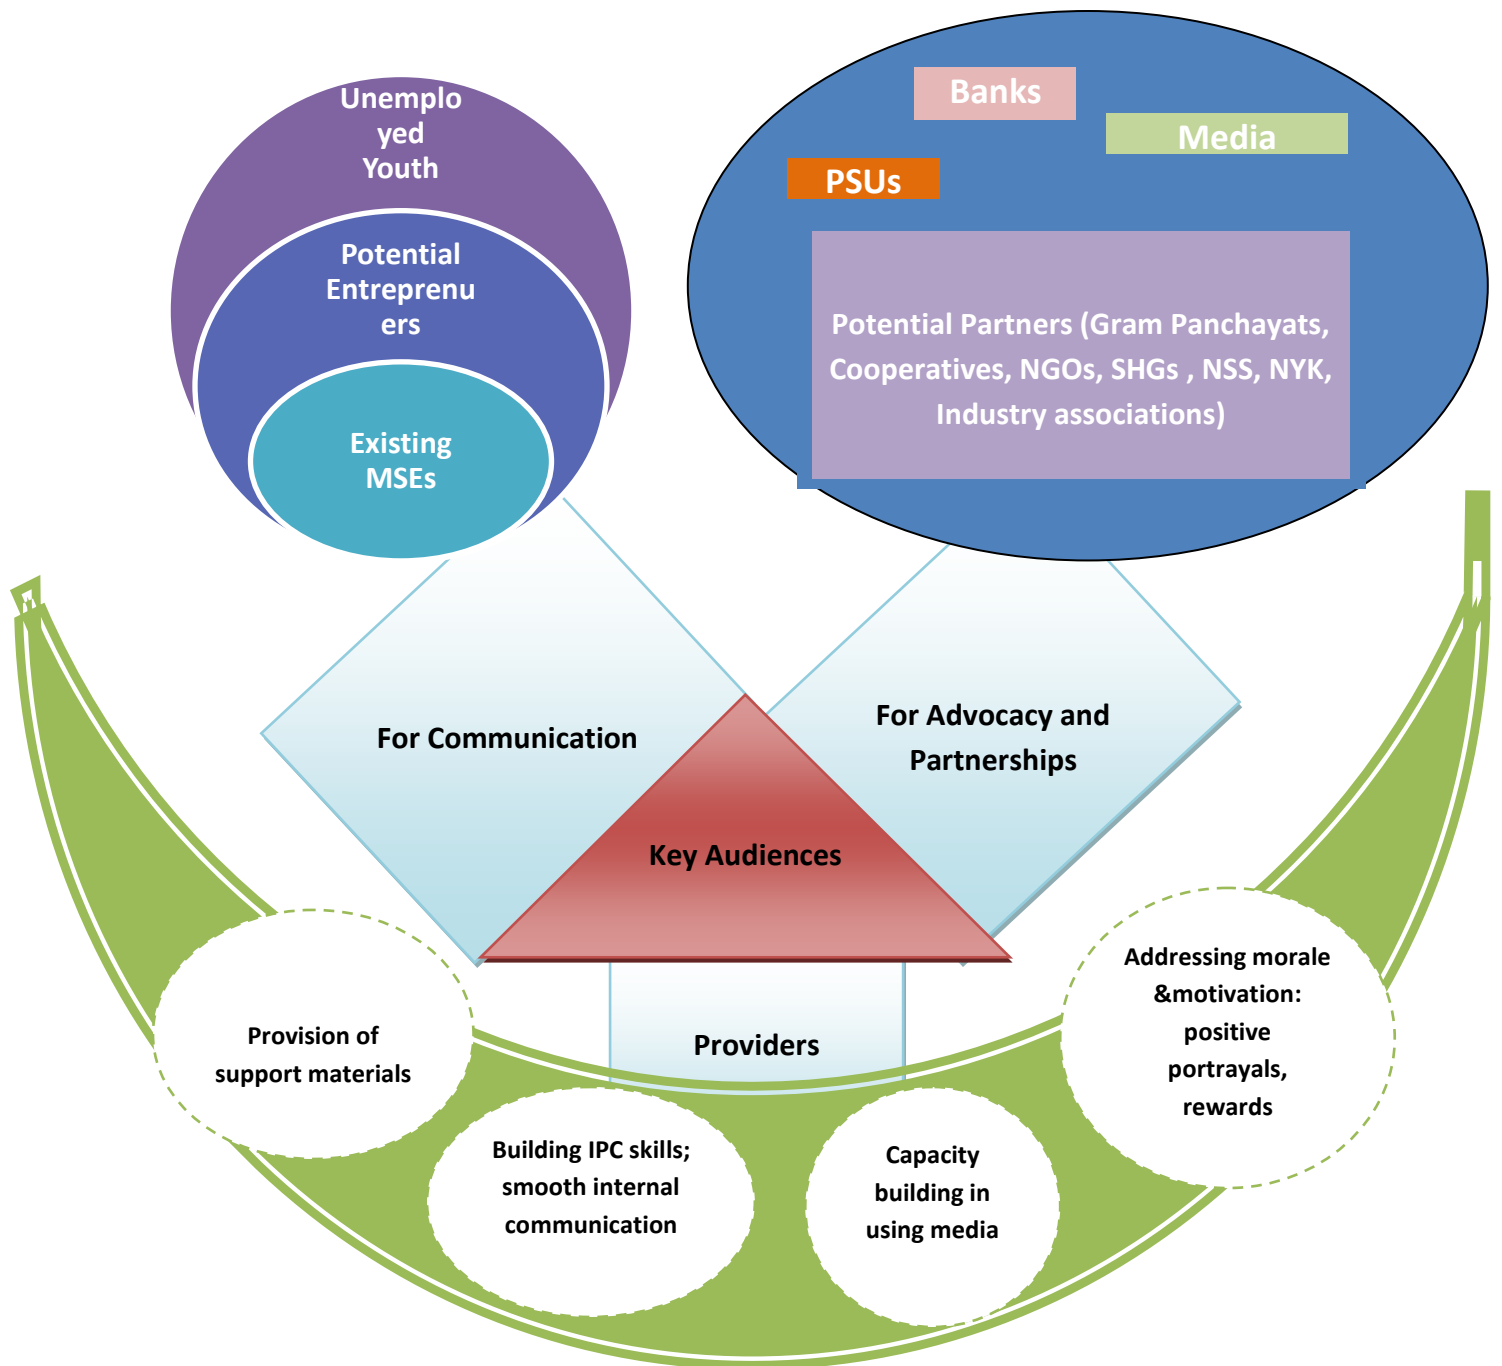 Unemplo
yed
Youth
Potential
Entreprenu
ers
Existing
MSEs
Banks
Media
PSUs
Potential Partners (Gram Panchayats,
Cooperatives, NGOs, SHGs , NSS, NYK,
Industry associations)
For Communication
For Advocacy and
Partnerships
Key Audiences
Providers
Provision of
support materials
Building IPC skills;
smooth internal
communication
Capacity
building in
using media
Addressing morale
&motivation:
positive
portrayals,
rewards